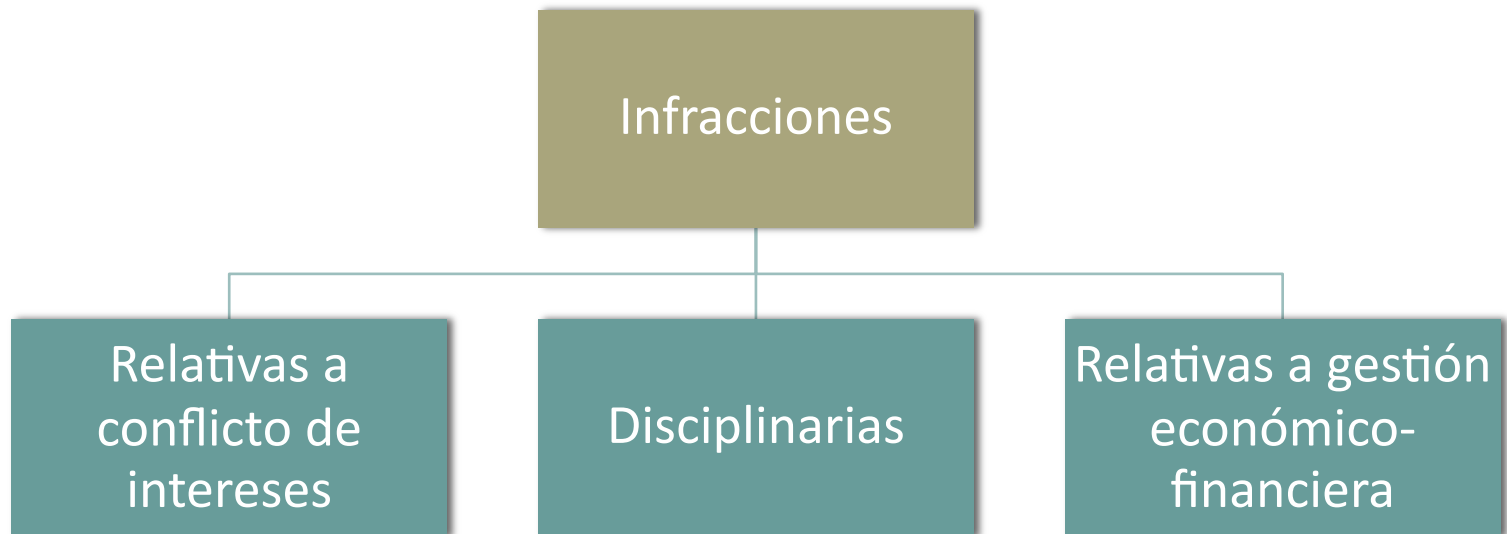 Infracciones
Relativas a
conflicto de
intereses
Disciplinarias
Relativas a gestión
económico-
financiera